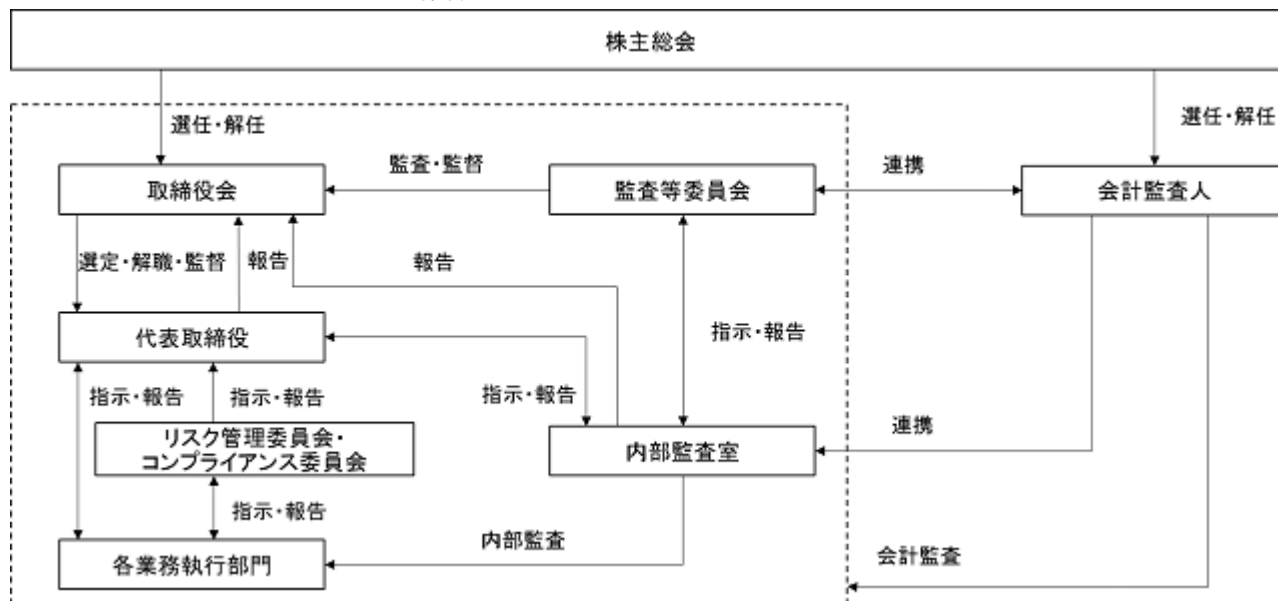 株主総会
選任・解任
選任・解任
取締役会
監査・監督
監査等委員会
連携
会計監査人
選定・解職・監督
報告
報告
代表取締役
指示・報告
指示・報告
指示・報告
指示・報告
リスク管理委員会・
コンプライアンス委員会
内部監査室
連携
指示・報告
内部監査
各業務執行部門
会計監査